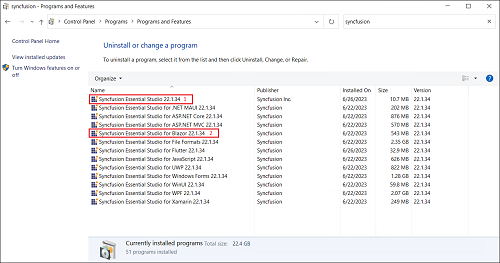 syncfusion - Programs and Features
Control Panel > Programs > Programs and Features
syncfusion
Control Panel Home
View installed updates
Turn Windows features on or
off
Uninstall or change a program
To uninstall a program, select it from the list and then click Uninstall, Change, or Repair.
Organize
Name Publisher Installed On Size Version
Syncfusion Essential Studio 22.1.34 1 Syncfusion Inc. 6/26/2023 10.7 MB 22.1.34
Syncfusion Essential Studio for .NET MAUI 22.1.34 Syncfusion 6/22/2023 202 MB 22.1.34
Syncfusion Essential Studio for ASP.NET Core 22.1.34 Syncfusion 6/22/2023 876 MB 22.1.34
Syncfusion Essential Studio for ASP.NET MVC 22.1.34 Syncfusion 6/22/2023 570 MB 22.1.34
Syncfusion Essential Studio for Blazor 22.1.34 2 Syncfusion 6/22/2023 543 MB 22.1.34
Syncfusion Essential Studio for File Formats 22.1.34 Syncfusion 6/22/2023 2.35 GB 22.1.34
Syncfusion Essential Studio for Flutter 22.1.34 Syncfusion 6/22/2023 32.9 MB 22.1.34
Syncfusion Essential Studio for JavaScript 22.1.34 Syncfusion 6/22/2023 626 MB 22.1.34
Syncfusion Essential Studio for UWP 22.1.34 Syncfusion 6/22/2023 822 MB 22.1.34
Syncfusion Essential Studio for Windows Forms 22.1.34 Syncfusion 6/22/2023 1.28 GB 22.1.34
Syncfusion Essential Studio for WinUI 22.1.34 Syncfusion 6/22/2023 59.8 MB 22.1.34
Syncfusion Essential Studio for WPF 22.1.34 Syncfusion 6/22/2023 2.07 GB 22.1.34
Syncfusion Essential Studio for Xamarin 22.1.34 Syncfusion 6/22/2023 249 MB 22.1.34
Currently installed programs Total size: 22.4 GB
51 programs installed